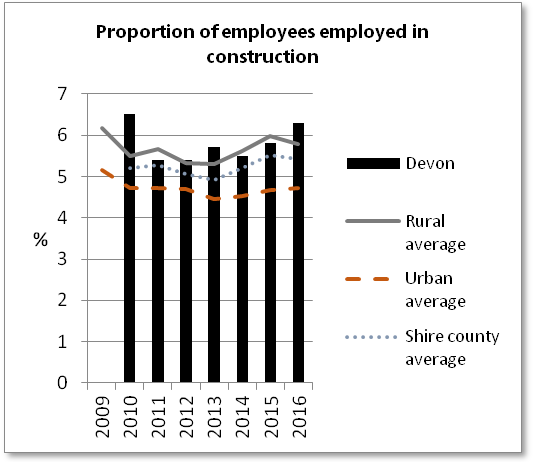 Proportion of employees employed in
construction
7
6
5
4
3
2
1
0
%
2009
2010
2011
2012
2013
2014
2015
2016
Devon
Rural
average
Urban
average
Shire county
average